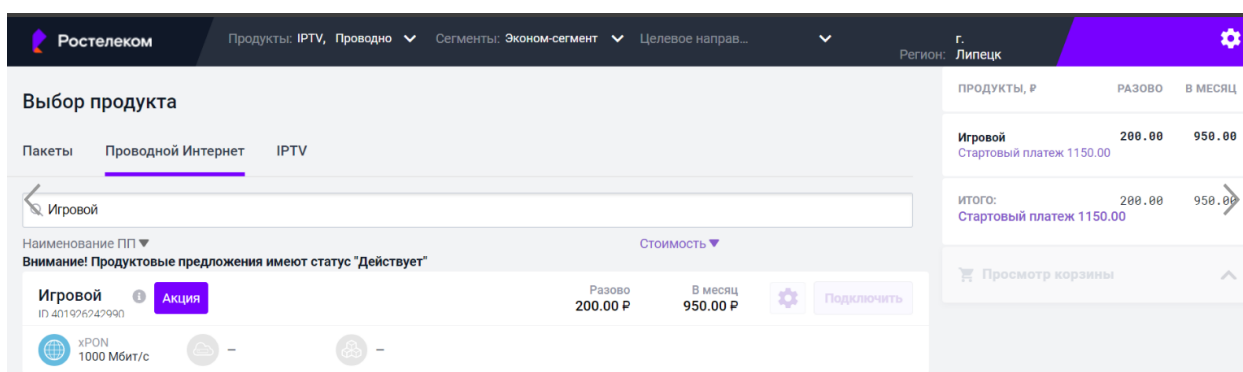 Ростелеком
Продукты: IPTV, Проводно
Сегменты: Эконом-сегмент
Целевое направ...
Регион: г. Липецк
Выбор продукта
Пакеты Проводной Интернет IPTV
Игровой
Наименование ПП▼ Стоимость▼
Внимание! Продуктовые предложения имеют статус "Действует"
Игровой Акция
ID 401926242990
Разово
200.00 ₽
В месяц
950.00 ₽
Подключить
xPON
1000 Мбит/с
–
–
ПРОДУКТЫ, ₽ РАЗОВО В МЕСЯЦ
Игровой 200.00 950.00
Стартовый платеж 1150.00
ИТОГО: 200.00 950.00
Стартовый платеж 1150.00
Просмотр корзины